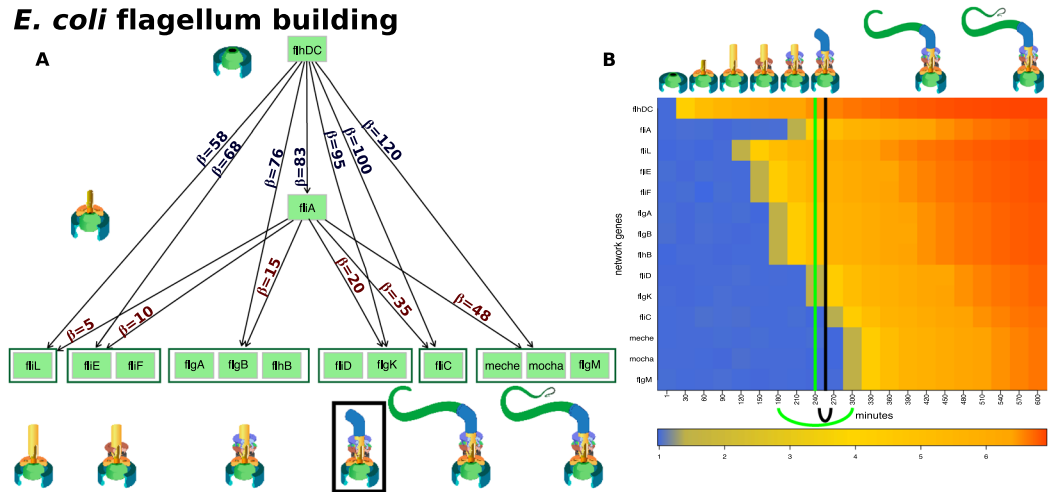 E. coli flagellum building
A
flhDC
β=58
β=68
β=76
β=83
β=95
β=100
β=120
fliA
β=5
β=10
β=15
β=20
β=35
β=48
fliL
fliE
fliF
flgA
flgB
flhB
fliD
flgK
fliC
meche
mocha
flgM
B
network genes
flhDC
fliA
fliL
fliE
fliF
flgA
flgB
flhB
fliD
flgK
fliC
meche
mocha
flgM
1 30 60 90 120 150 180 210 240 270 300 330 360 390 420 450 480 510 540 570 600
minutes
1 2 3 4 5 6